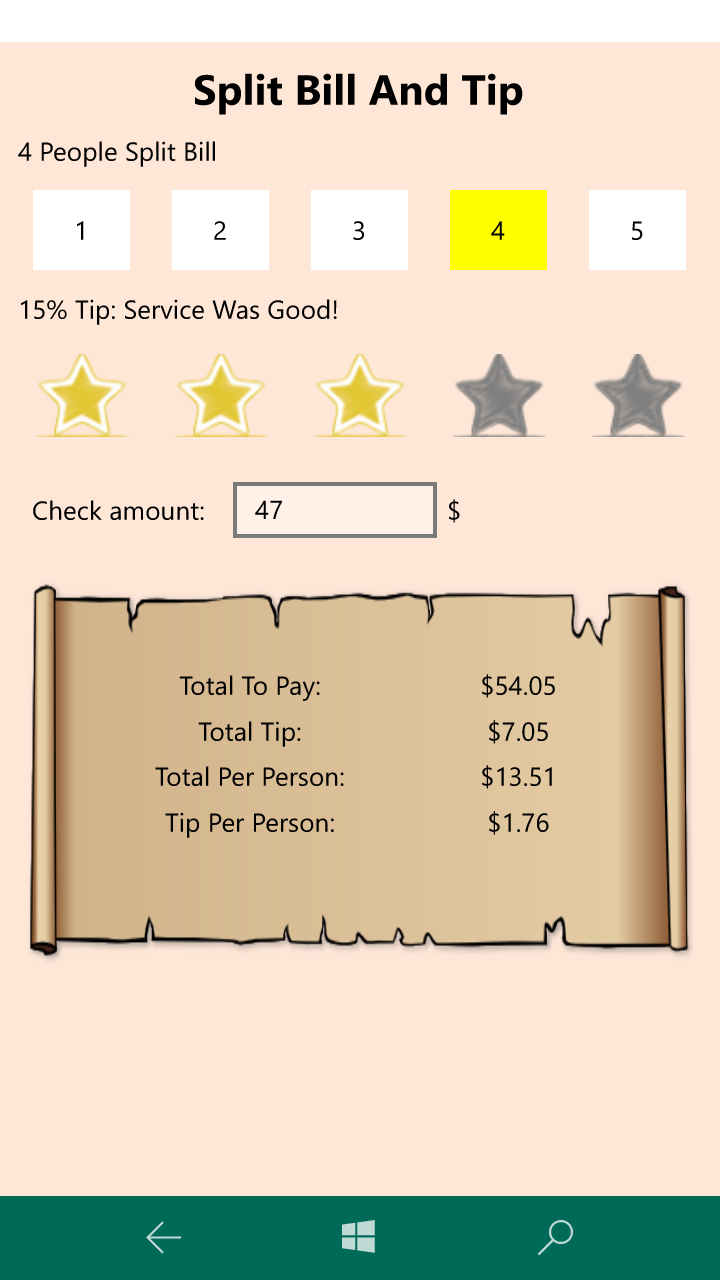 Split Bill And Tip
4 People Split Bill
1 2 3 4 5
15% Tip: Service Was Good!
Check amount: 47 $
Total To Pay: $54.05
Total Tip: $7.05
Total Per Person: $13.51
Tip Per Person: $1.76